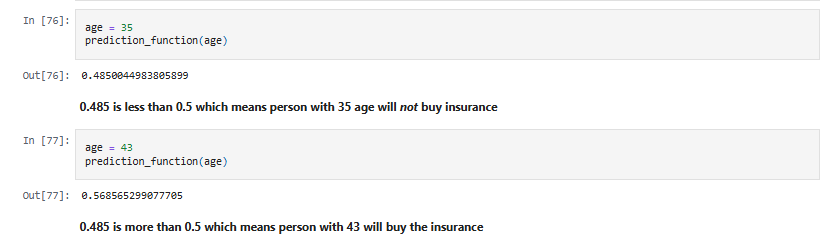 In [76]:
age = 35
prediction_function(age)
Out[76]: 0.4850044983805899
0.485 is less than 0.5 which means person with 35 age will not buy insurance
In [77]:
age = 43
prediction_function(age)
Out[77]: 0.568565299077705
0.485 is more than 0.5 which means person with 43 will buy the insurance